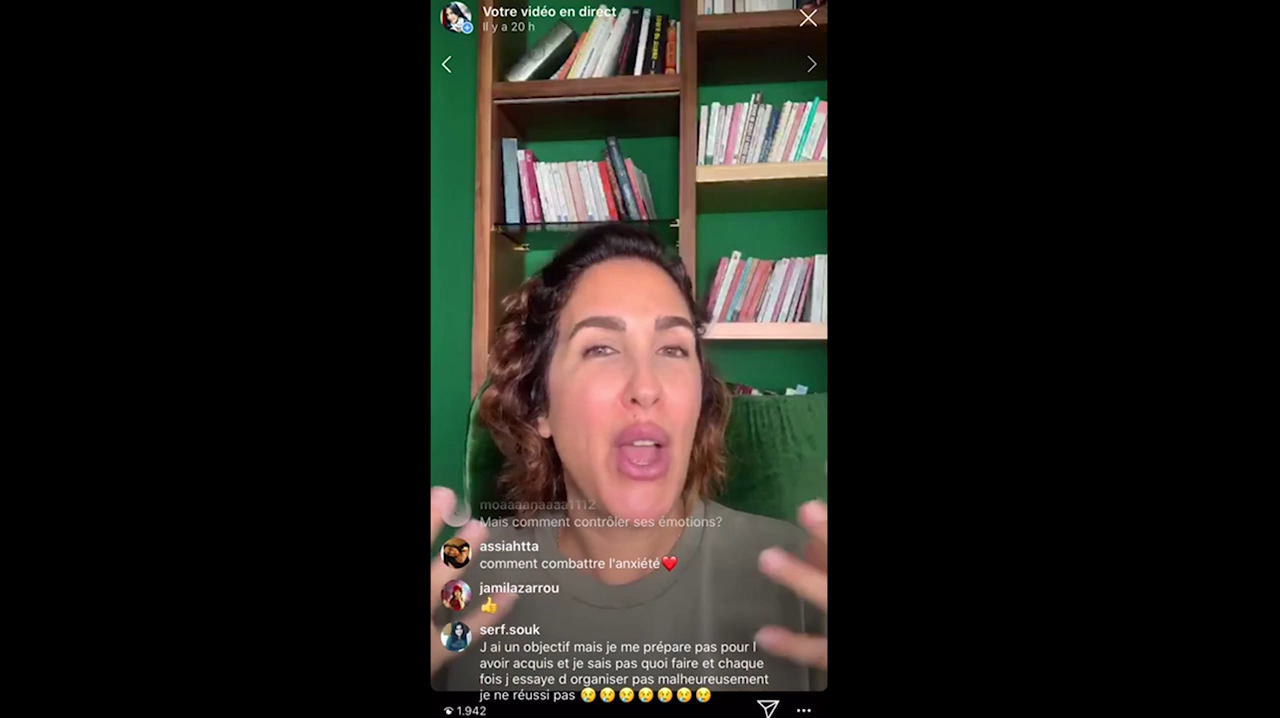 Votre vidéo en direct
Il y a 20 h
moaaaanaaaa1112
Mais comment contrôler ses émotions?
assiahtta
comment combattre l'anxiété❤️
jamilazarrou
👍
serf.souk
J ai un objectif mais je me prépare pas pour l
avoir acquis et je sais pas quoi faire et chaque
fois j essaye d organiser pas malheureusement
je ne réussi pas 😢😢😢😢😢😢😢
1.942